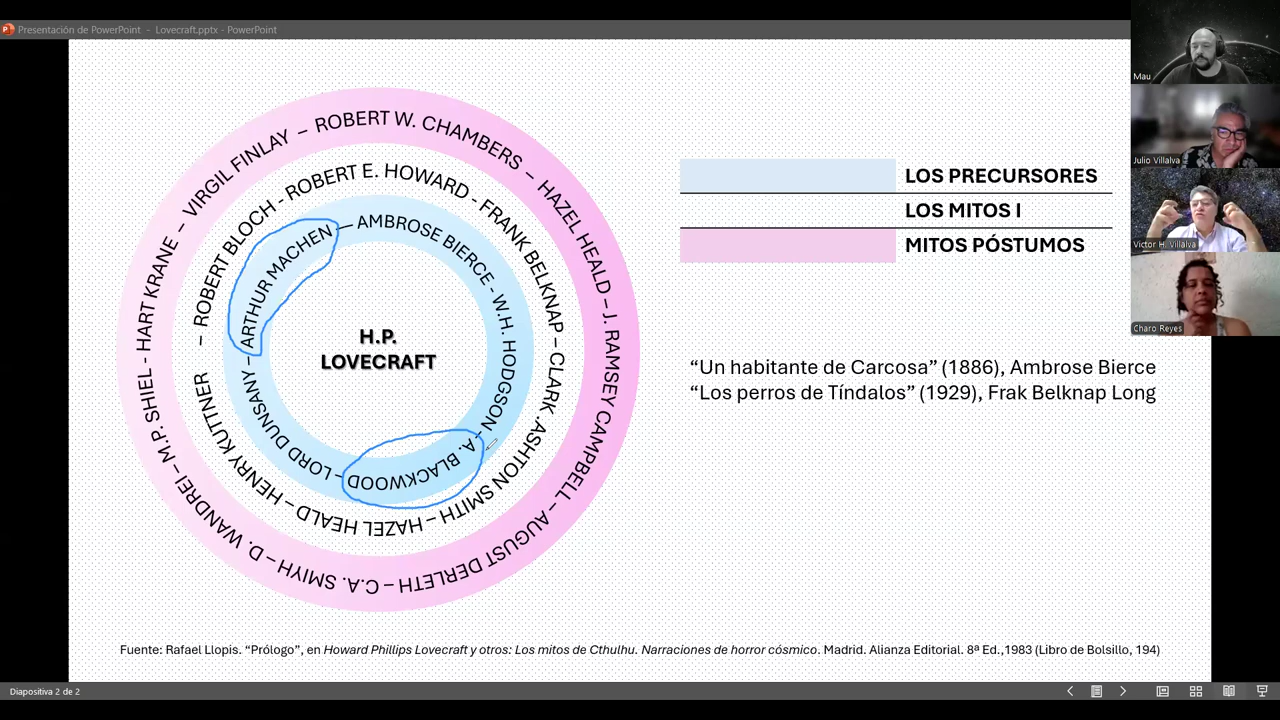 Presentación de PowerPoint - Lovecraft.pptx - PowerPoint
Mau
Julio Villalva
Victor H. Villalva
Charo Reyes
ROBERT W. CHAMBERS – HAZEL HEALD – J. RAMSEY CAMPBELL – AUGUST DERLETH – C.A. SMIYH – D. WANDREI – M.P. SHIEL - HART KRANE – VIRGIL FINLAY –
– ROBERT BLOCH - ROBERT E. HOWARD - FRANK BELKNAP – CLARK ASHTON SMITH – HAZEL HEALD – HENRY KUTTNER
ARTHUR MACHEN – AMBROSE BIERCE - W.H. HODGSON - A. BLACKWOOD – LORD DUNSANY –
H.P.
LOVECRAFT
LOS PRECURSORES
LOS MITOS I
MITOS PÓSTUMOS
“Un habitante de Carcosa” (1886), Ambrose Bierce
“Los perros de Tíndalos” (1929), Frak Belknap Long
Fuente: Rafael Llopis. “Prólogo”, en Howard Phillips Lovecraft y otros: Los mitos de Cthulhu. Narraciones de horror cósmico. Madrid. Alianza Editorial. 8ª Ed.,1983 (Libro de Bolsillo, 194)
Diapositiva 2 de 2